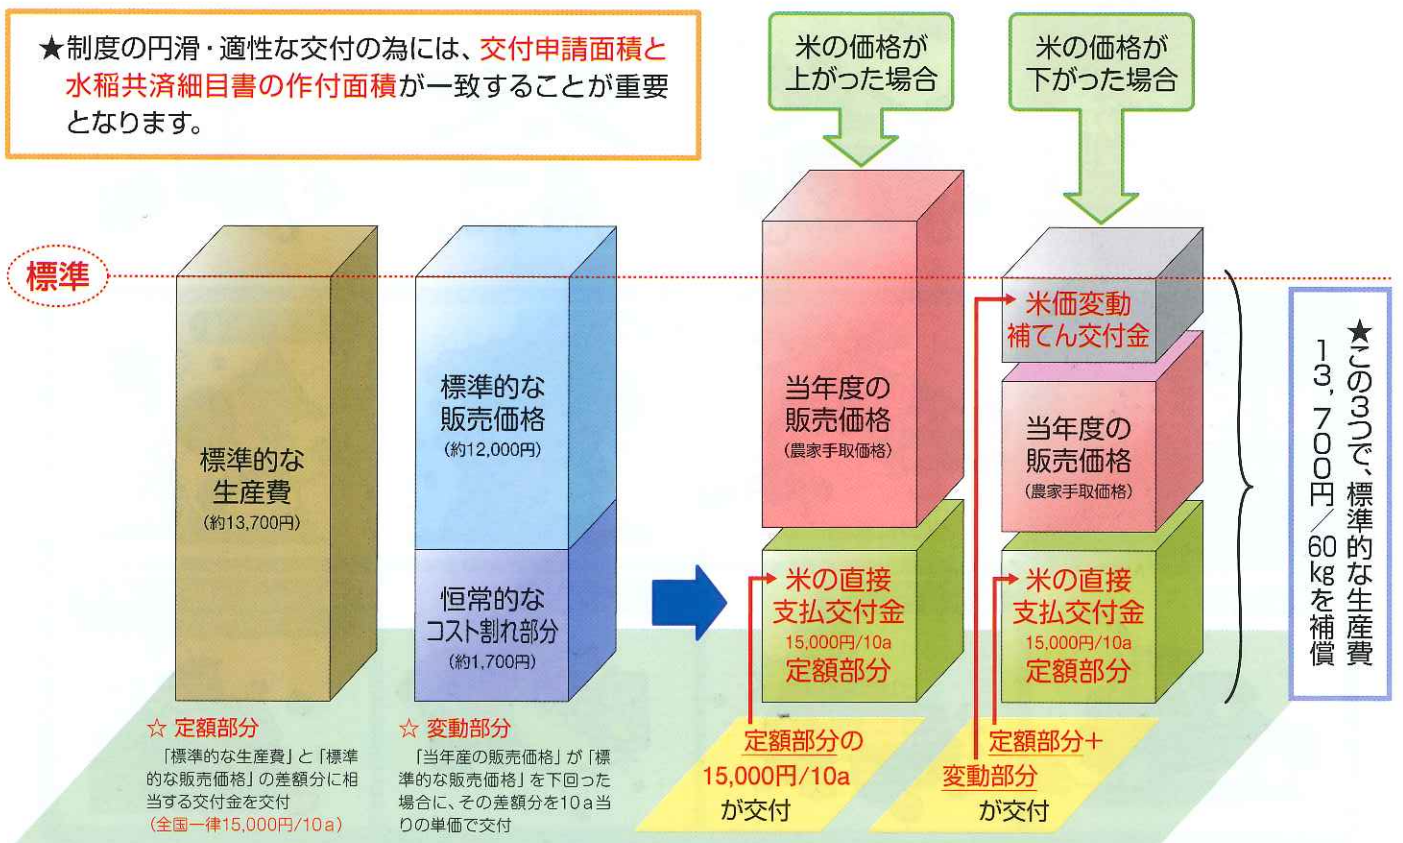 ★制度の円滑・適性な交付の為には、交付申請面積と
水稲共済細目書の作付面積が一致することが重要
となります。
米の価格が
上がった場合
米の価格が
下がった場合
標準
標準的な
生産費
(約13,700円)
標準的な
販売価格
(約12,000円)
恒常的な
コスト割れ部分
(約1,700円)
当年度の
販売価格
(農家手取価格)
米の直接
支払交付金
15,000円/10a
定額部分
米価変動
補てん交付金
当年度の
販売価格
(農家手取価格)
米の直接
支払交付金
15,000円/10a
定額部分
★この3つで、標準的な生産費
13,700円/60kgを補償
☆ 定額部分
「標準的な生産費」と「標準
的な販売価格」の差額分に相
当する交付金を交付
(全国一律15,000円/10a)
☆ 変動部分
「当年産の販売価格」が「標
準的な販売価格」を下回った
場合に、その差額分を10a当
りの単価で交付
定額部分の
15,000円/10a
が交付
定額部分+
変動部分
が交付